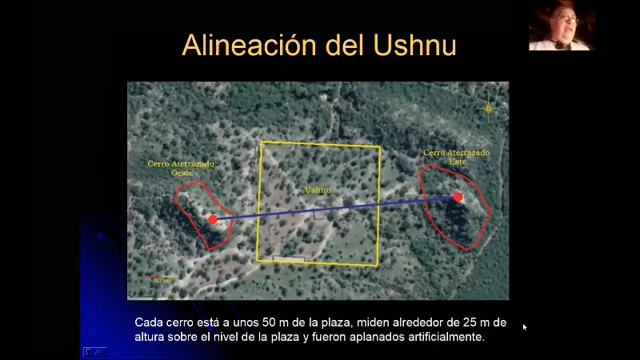 Alineación del Ushnu
Cerro Aterrazado
Oeste
Cerro Aterrazado
Este
Ushnu
Cada cerro está a unos 50 m de la plaza, miden alrededor de 25 m de
altura sobre el nivel de la plaza y fueron aplanados artificialmente.